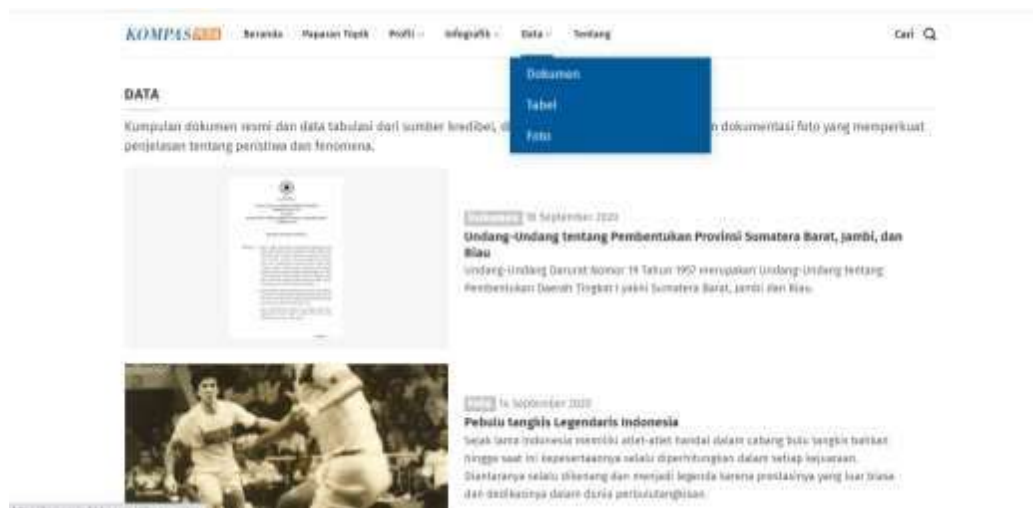 KOMPASPEDIA Beranda Paparan Topik Profil Infografik Data Tentang Cari
Dokumen
Tabel
Foto
DATA
Kumpulan dokumen resmi dan data tabulasi dari sumber kredibel, dokumentasi foto yang memperkuat
penjelasan tentang peristiwa dan fenomena.
Dokumen 18 September 2020
Undang-Undang tentang Pembentukan Provinsi Sumatera Barat, Jambi, dan
Riau
Undang-Undang Darurat Nomor 19 Tahun 1957 merupakan Undang-Undang tentang
Pembentukan Daerah Tingkat I yakni Sumatera Barat, Jambi dan Riau.
Foto 14 September 2020
Pebulu tangkis Legendaris Indonesia
Sejak lama Indonesia memiliki atlet-atlet handal dalam cabang bulu tangkis bahkan
hingga saat ini kepesertaannya selalu diperhitungkan dalam setiap kejuaraan.
Diantaranya selalu dikenang dan menjadi legenda karena prestasinya yang luar biasa
dan dedikasinya dalam dunia perbulutangkisan.